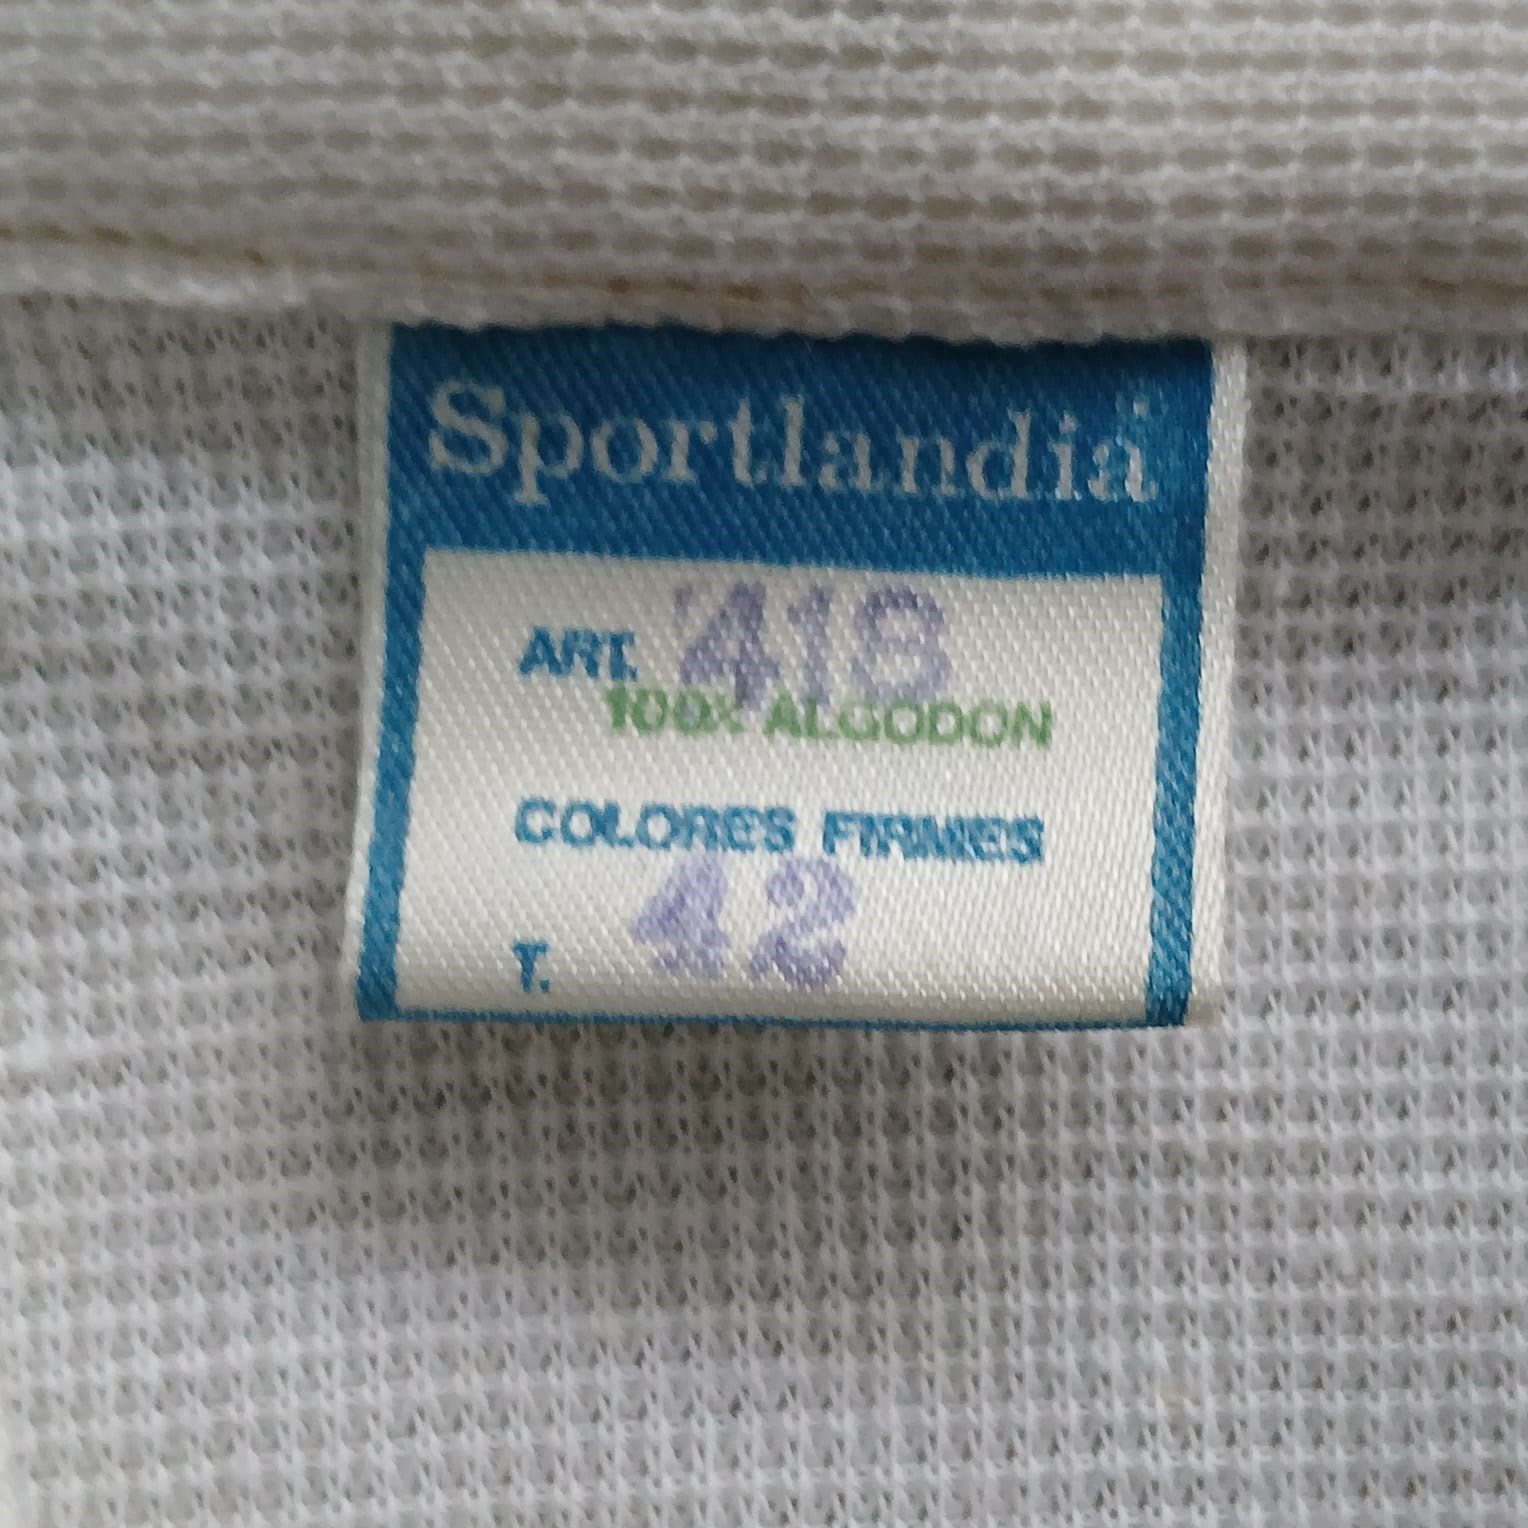 Sportlandia
ART. 418
100% ALGODON
COLORES FIRMES
T. 42